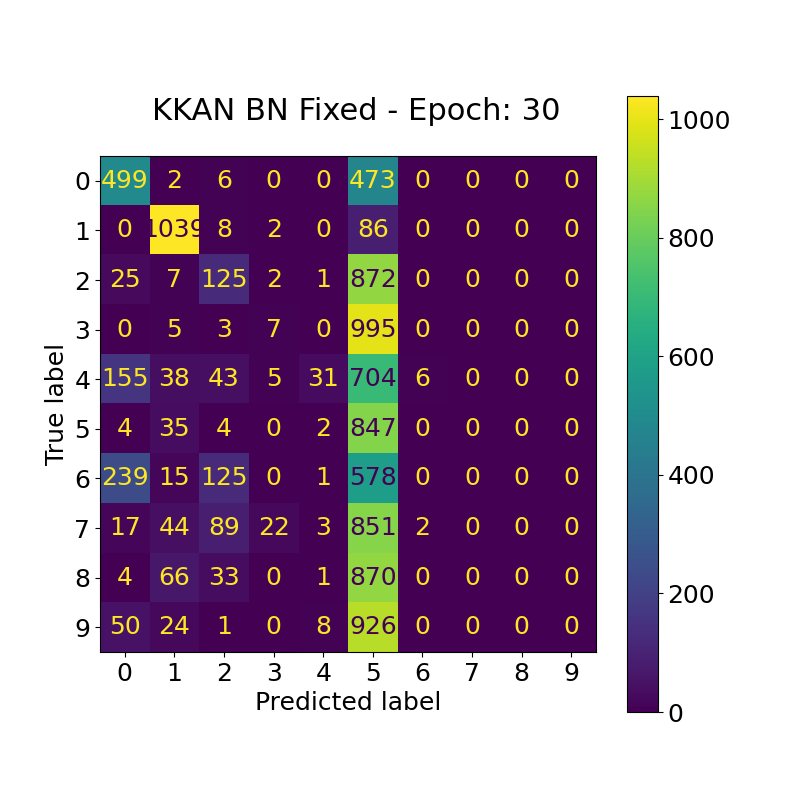 KKAN BN Fixed - Epoch: 30
0 499 2 6 0 0 473 0 0 0 0
1 0 1039 8 2 0 86 0 0 0 0
2 25 7 125 2 1 872 0 0 0 0
3 0 5 3 7 0 995 0 0 0 0
4 155 38 43 5 31 704 6 0 0 0
5 4 35 4 0 2 847 0 0 0 0
6 239 15 125 0 1 578 0 0 0 0
7 17 44 89 22 3 851 2 0 0 0
8 4 66 33 0 1 870 0 0 0 0
9 50 24 1 0 8 926 0 0 0 0
0 1 2 3 4 5 6 7 8 9
Predicted label
True label
1000
800
600
400
200
0